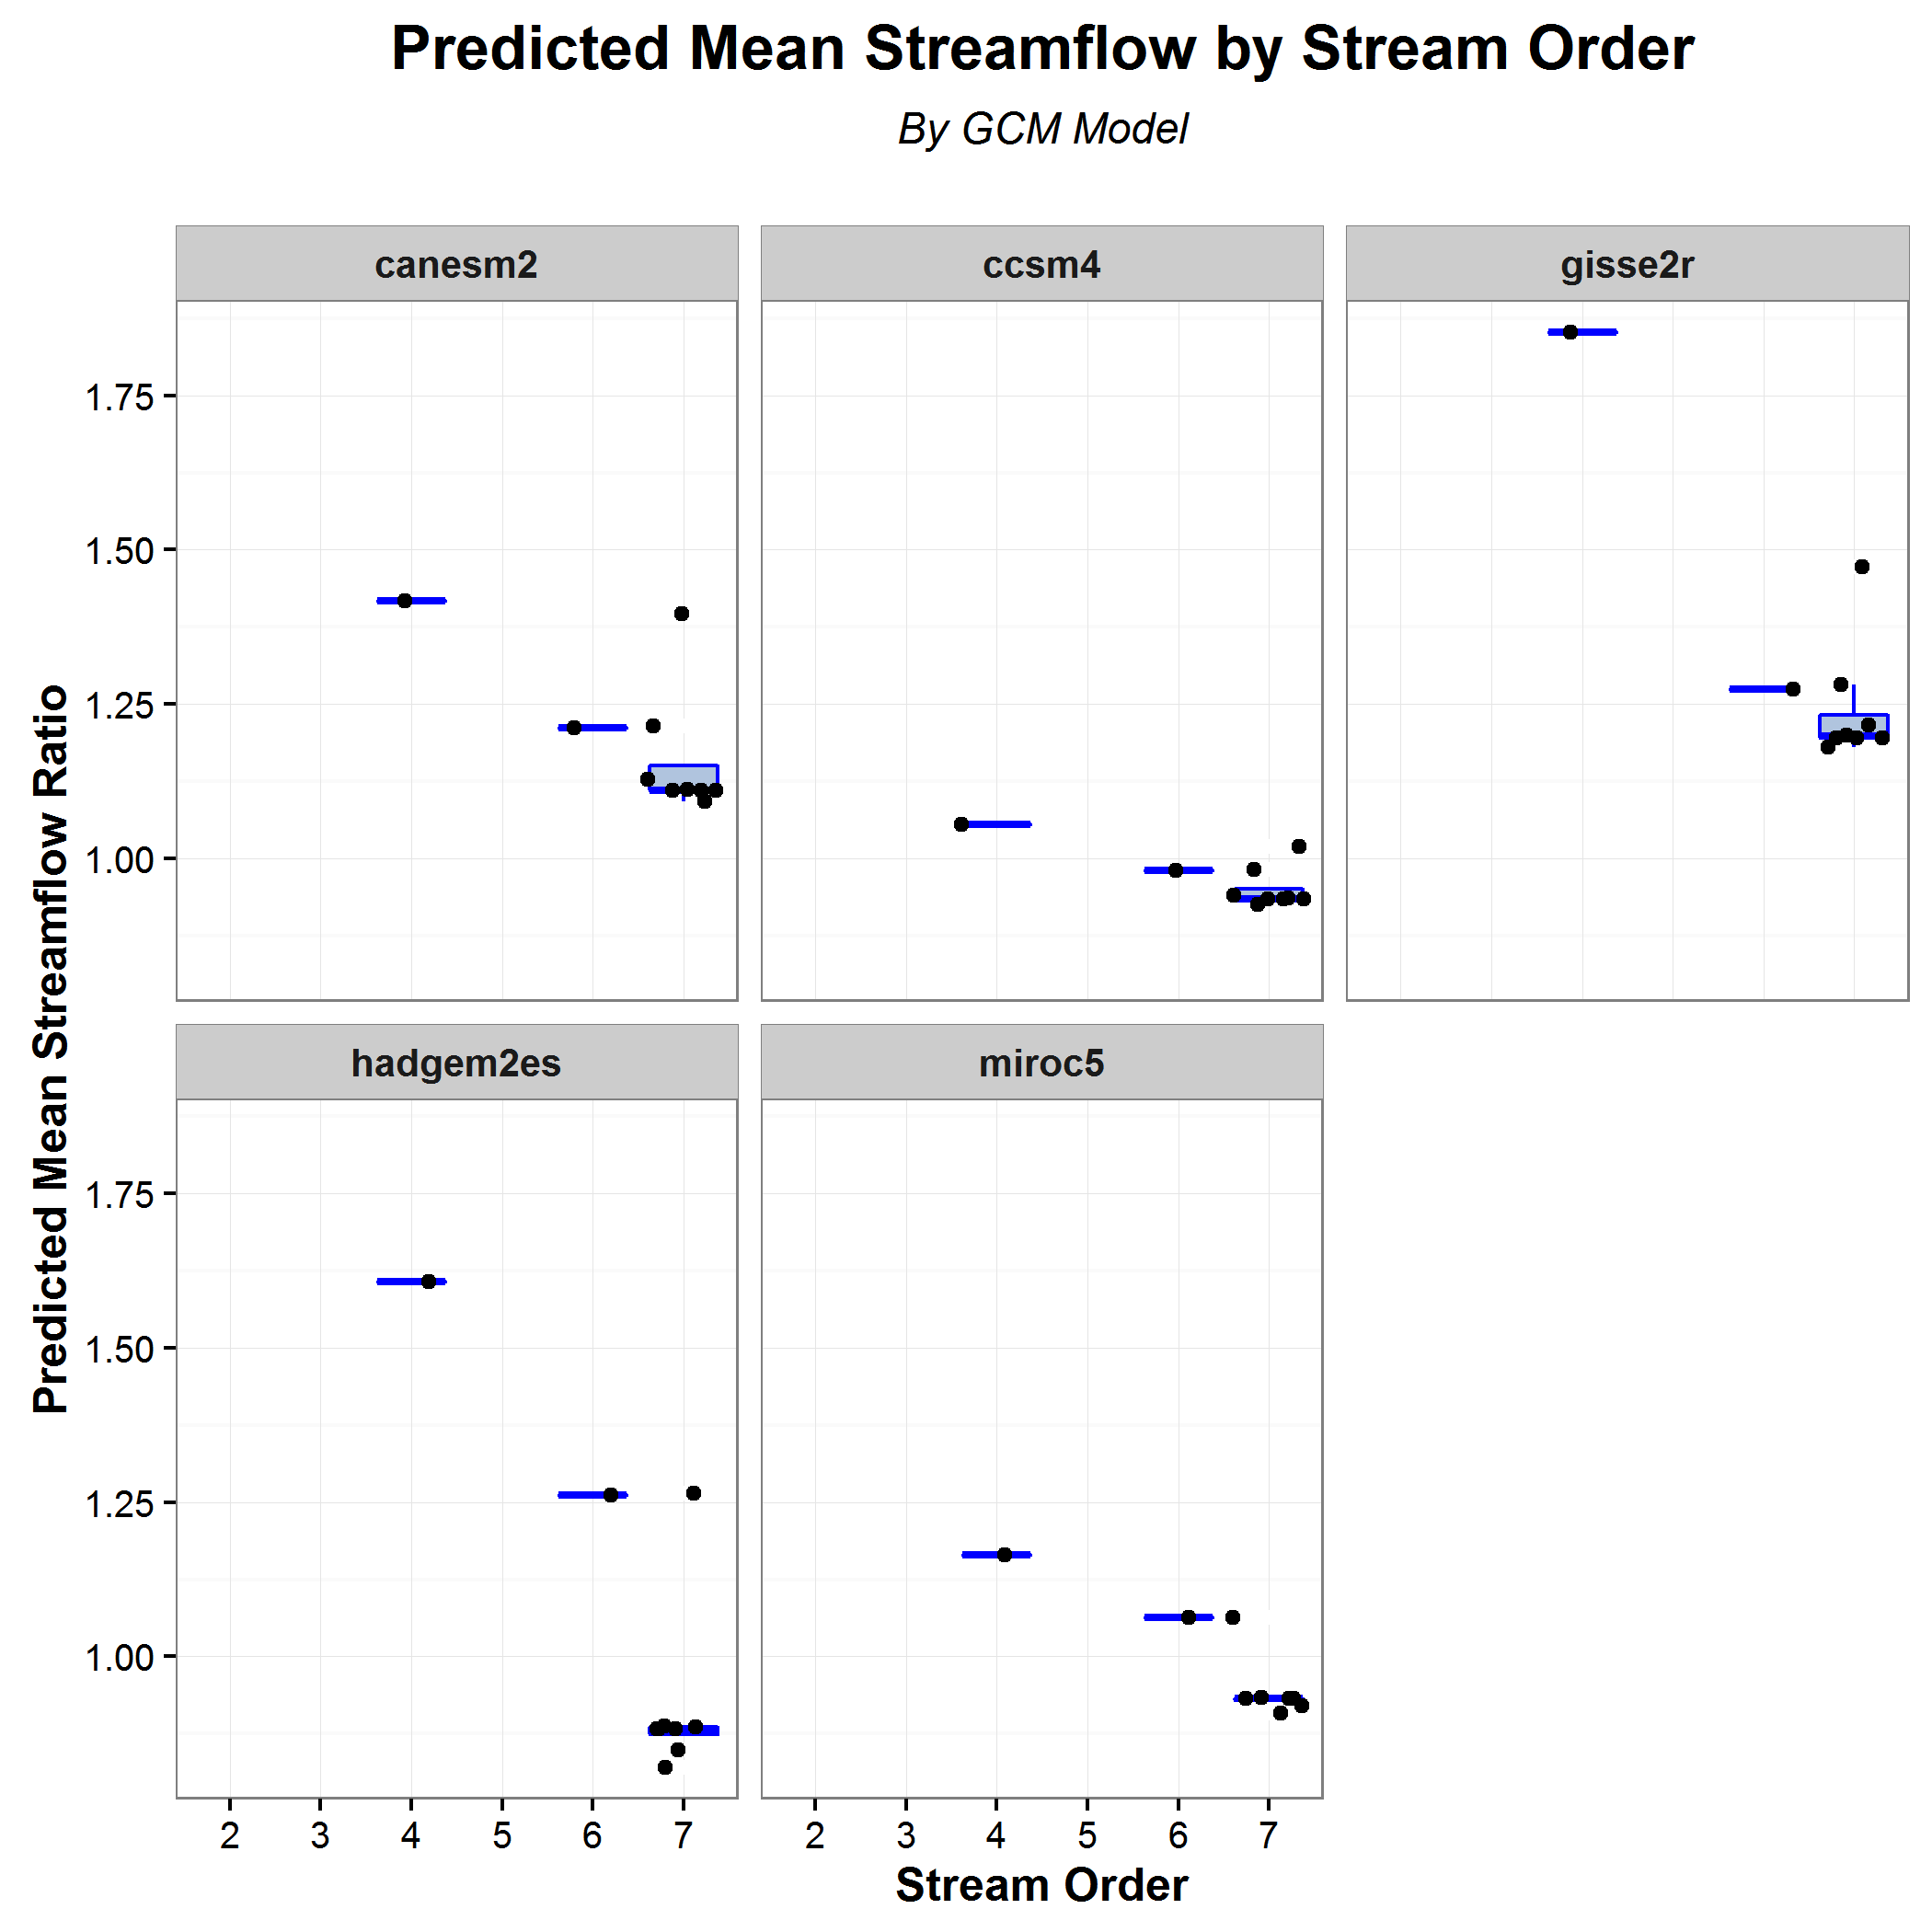 Predicted Mean Streamflow by Stream Order
By GCM Model
canesm2
ccsm4
gisse2r
1.75
1.50
1.25
1.00
Predicted Mean Streamflow Ratio
hadgem2es
miroc5
1.75
1.50
1.25
1.00
2 3 4 5 6 7
2 3 4 5 6 7
Stream Order